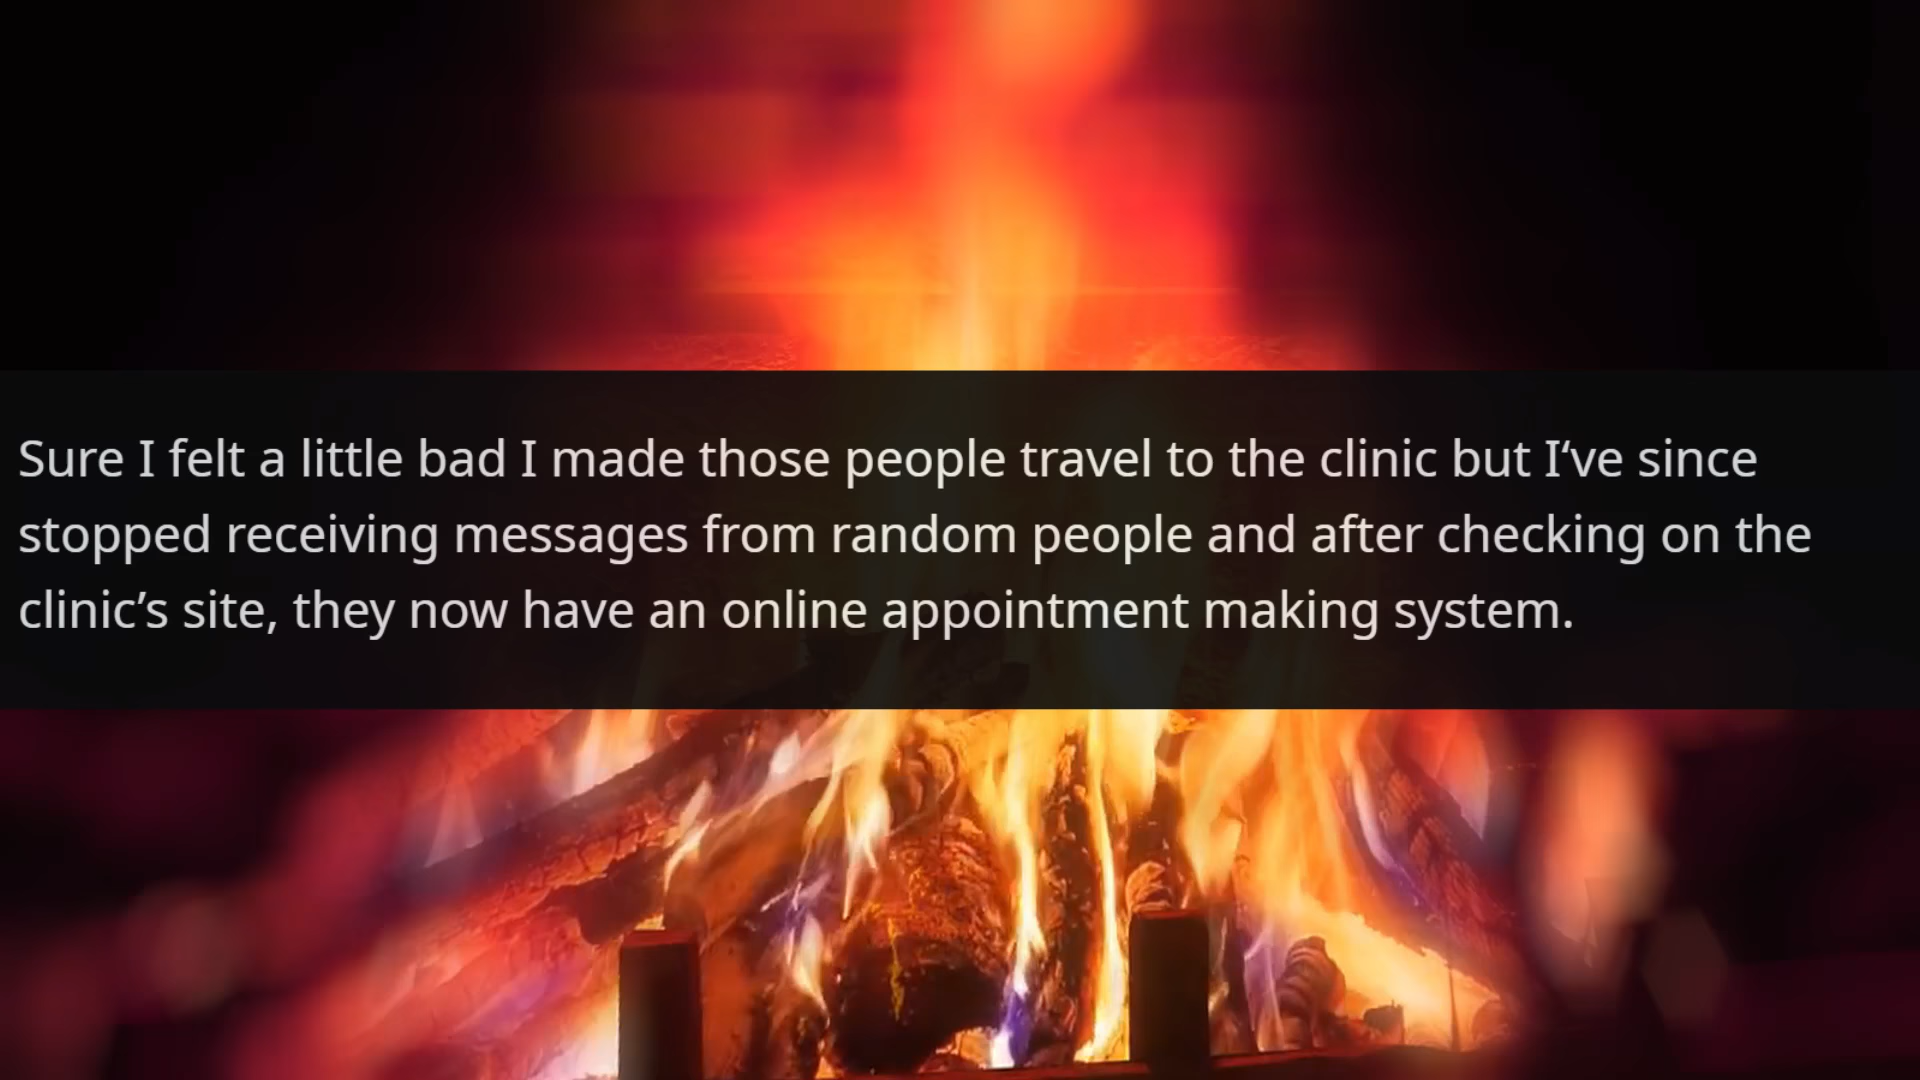 Sure I felt a little bad I made those people travel to the clinic but I‘ve since
stopped receiving messages from random people and after checking on the
clinic’s site, they now have an online appointment making system.